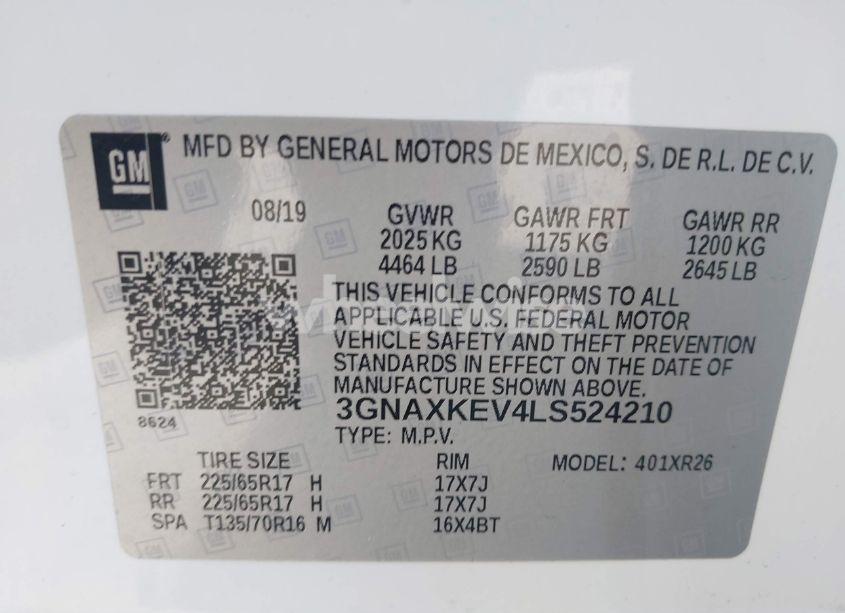 GM
MFD BY GENERAL MOTORS DE MEXICO, S. DE R.L. DE C.V.
08/19 GVWR GAWR FRT GAWR RR
2025 KG 1175 KG 1200 KG
4464 LB 2590 LB 2645 LB
THIS VEHICLE CONFORMS TO ALL
APPLICABLE U.S. FEDERAL MOTOR
VEHICLE SAFETY AND THEFT PREVENTION
STANDARDS IN EFFECT ON THE DATE OF
MANUFACTURE SHOWN ABOVE.
8624 3GNAXKEV4LS524210
TYPE: M.P.V.
TIRE SIZE RIM MODEL: 401XR26
FRT 225/65R17 H 17X7J
RR 225/65R17 H 17X7J
SPA T135/70R16 M 16X4BT